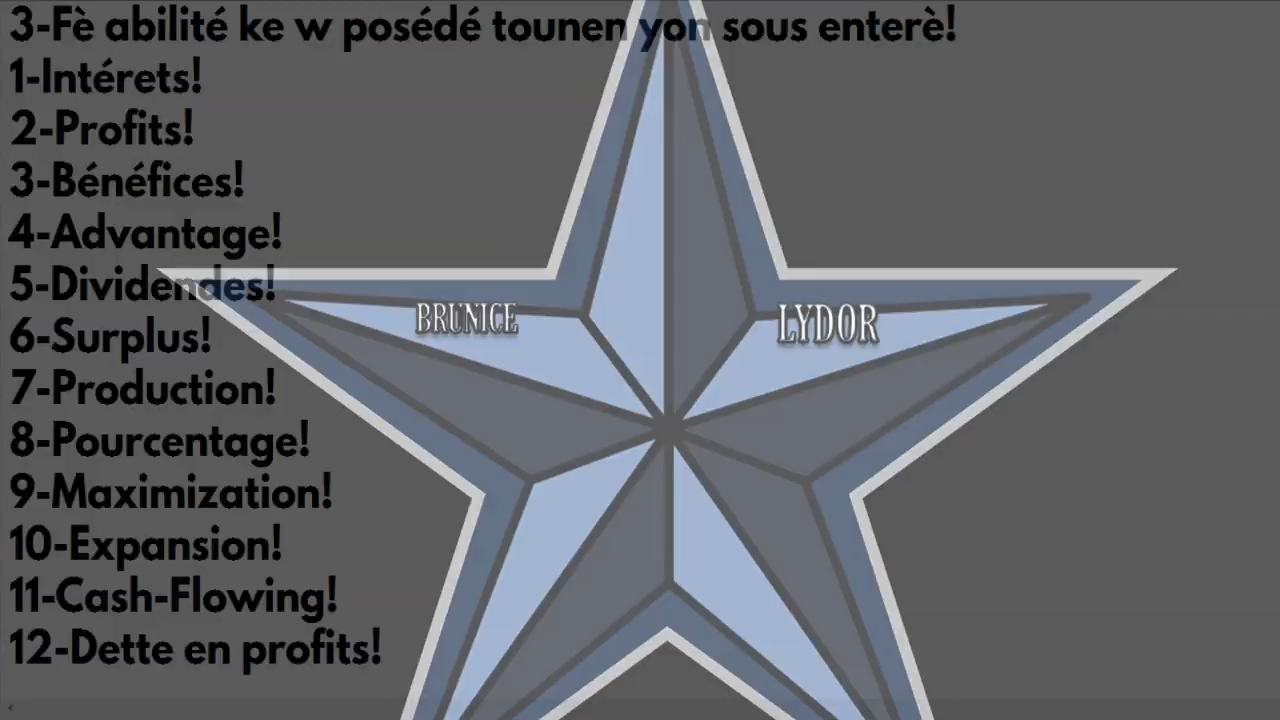 3-Fè abilité ke w posédé tounen yon sous enterè!
1-Intérets!
2-Profits!
3-Bénéfices!
4-Advantage!
5-Dividendes!
BRUNICE
LYDOR
6-Surplus!
7-Production!
8-Pourcentage!
9-Maximization!
10-Expansion!
11-Cash-Flowing!
12-Dette en profits!